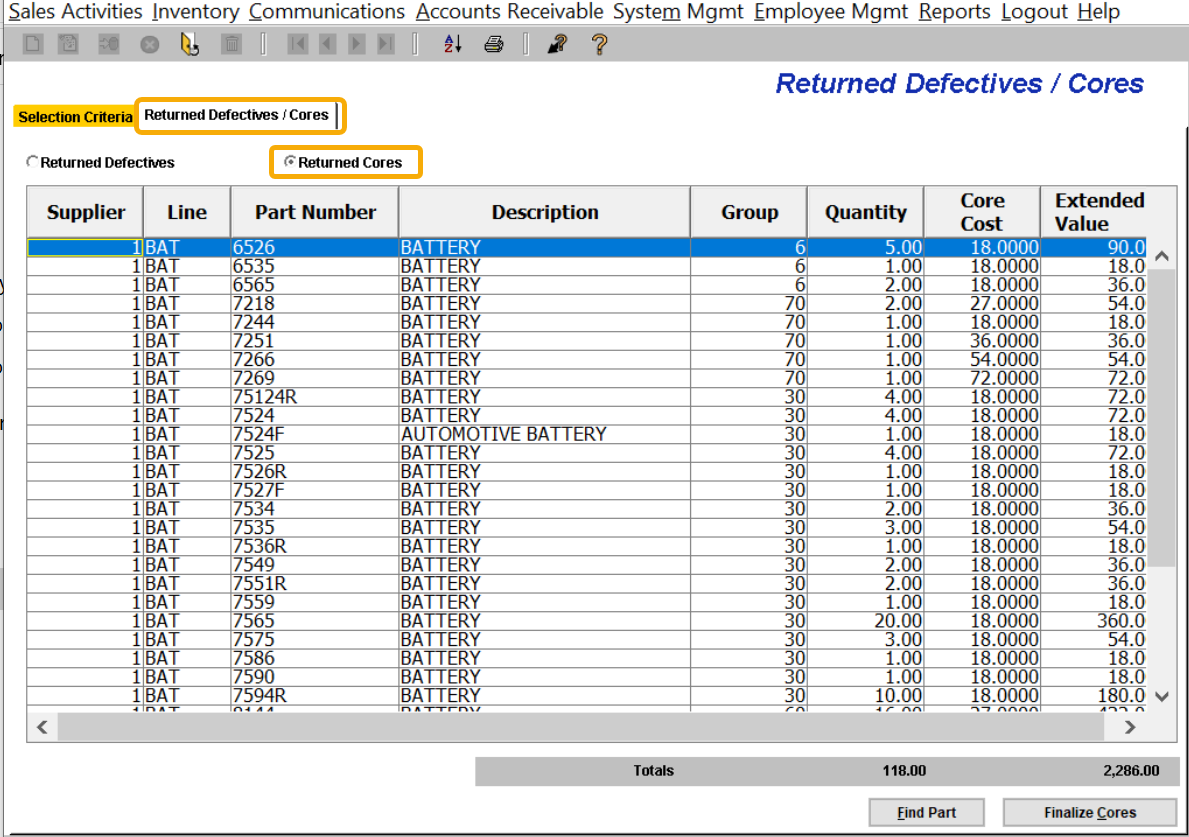 Sales Activities Inventory Communications Accounts Receivable System Mgmt Employee Mgmt Reports Logout Help
Returned Defectives / Cores
Selection Criteria Returned Defectives / Cores
Returned Defectives Returned Cores
Supplier Line Part Number Description Group Quantity Core Cost Extended Value
1 BAT 6526 BATTERY 6 5.00 18.0000 90.0
1 BAT 6535 BATTERY 6 1.00 18.0000 18.0
1 BAT 6565 BATTERY 6 2.00 18.0000 36.0
1 BAT 7218 BATTERY 70 2.00 27.0000 54.0
1 BAT 7244 BATTERY 70 1.00 18.0000 18.0
1 BAT 7251 BATTERY 70 1.00 36.0000 36.0
1 BAT 7266 BATTERY 70 1.00 54.0000 54.0
1 BAT 7269 BATTERY 70 1.00 72.0000 72.0
1 BAT 75124R BATTERY 30 4.00 18.0000 72.0
1 BAT 7524 BATTERY 30 4.00 18.0000 72.0
1 BAT 7524F AUTOMOTIVE BATTERY 30 1.00 18.0000 18.0
1 BAT 7525 BATTERY 30 4.00 18.0000 72.0
1 BAT 7526R BATTERY 30 1.00 18.0000 18.0
1 BAT 7527F BATTERY 30 1.00 18.0000 18.0
1 BAT 7534 BATTERY 30 2.00 18.0000 36.0
1 BAT 7535 BATTERY 30 3.00 18.0000 54.0
1 BAT 7536R BATTERY 30 1.00 18.0000 18.0
1 BAT 7549 BATTERY 30 2.00 18.0000 36.0
1 BAT 7551R BATTERY 30 2.00 18.0000 36.0
1 BAT 7559 BATTERY 30 1.00 18.0000 18.0
1 BAT 7565 BATTERY 30 20.00 18.0000 360.0
1 BAT 7575 BATTERY 30 3.00 18.0000 54.0
1 BAT 7586 BATTERY 30 1.00 18.0000 18.0
1 BAT 7590 BATTERY 30 1.00 18.0000 18.0
1 BAT 7594R BATTERY 30 10.00 18.0000 180.0
Totals 118.00 2,286.00
Find Part Finalize Cores